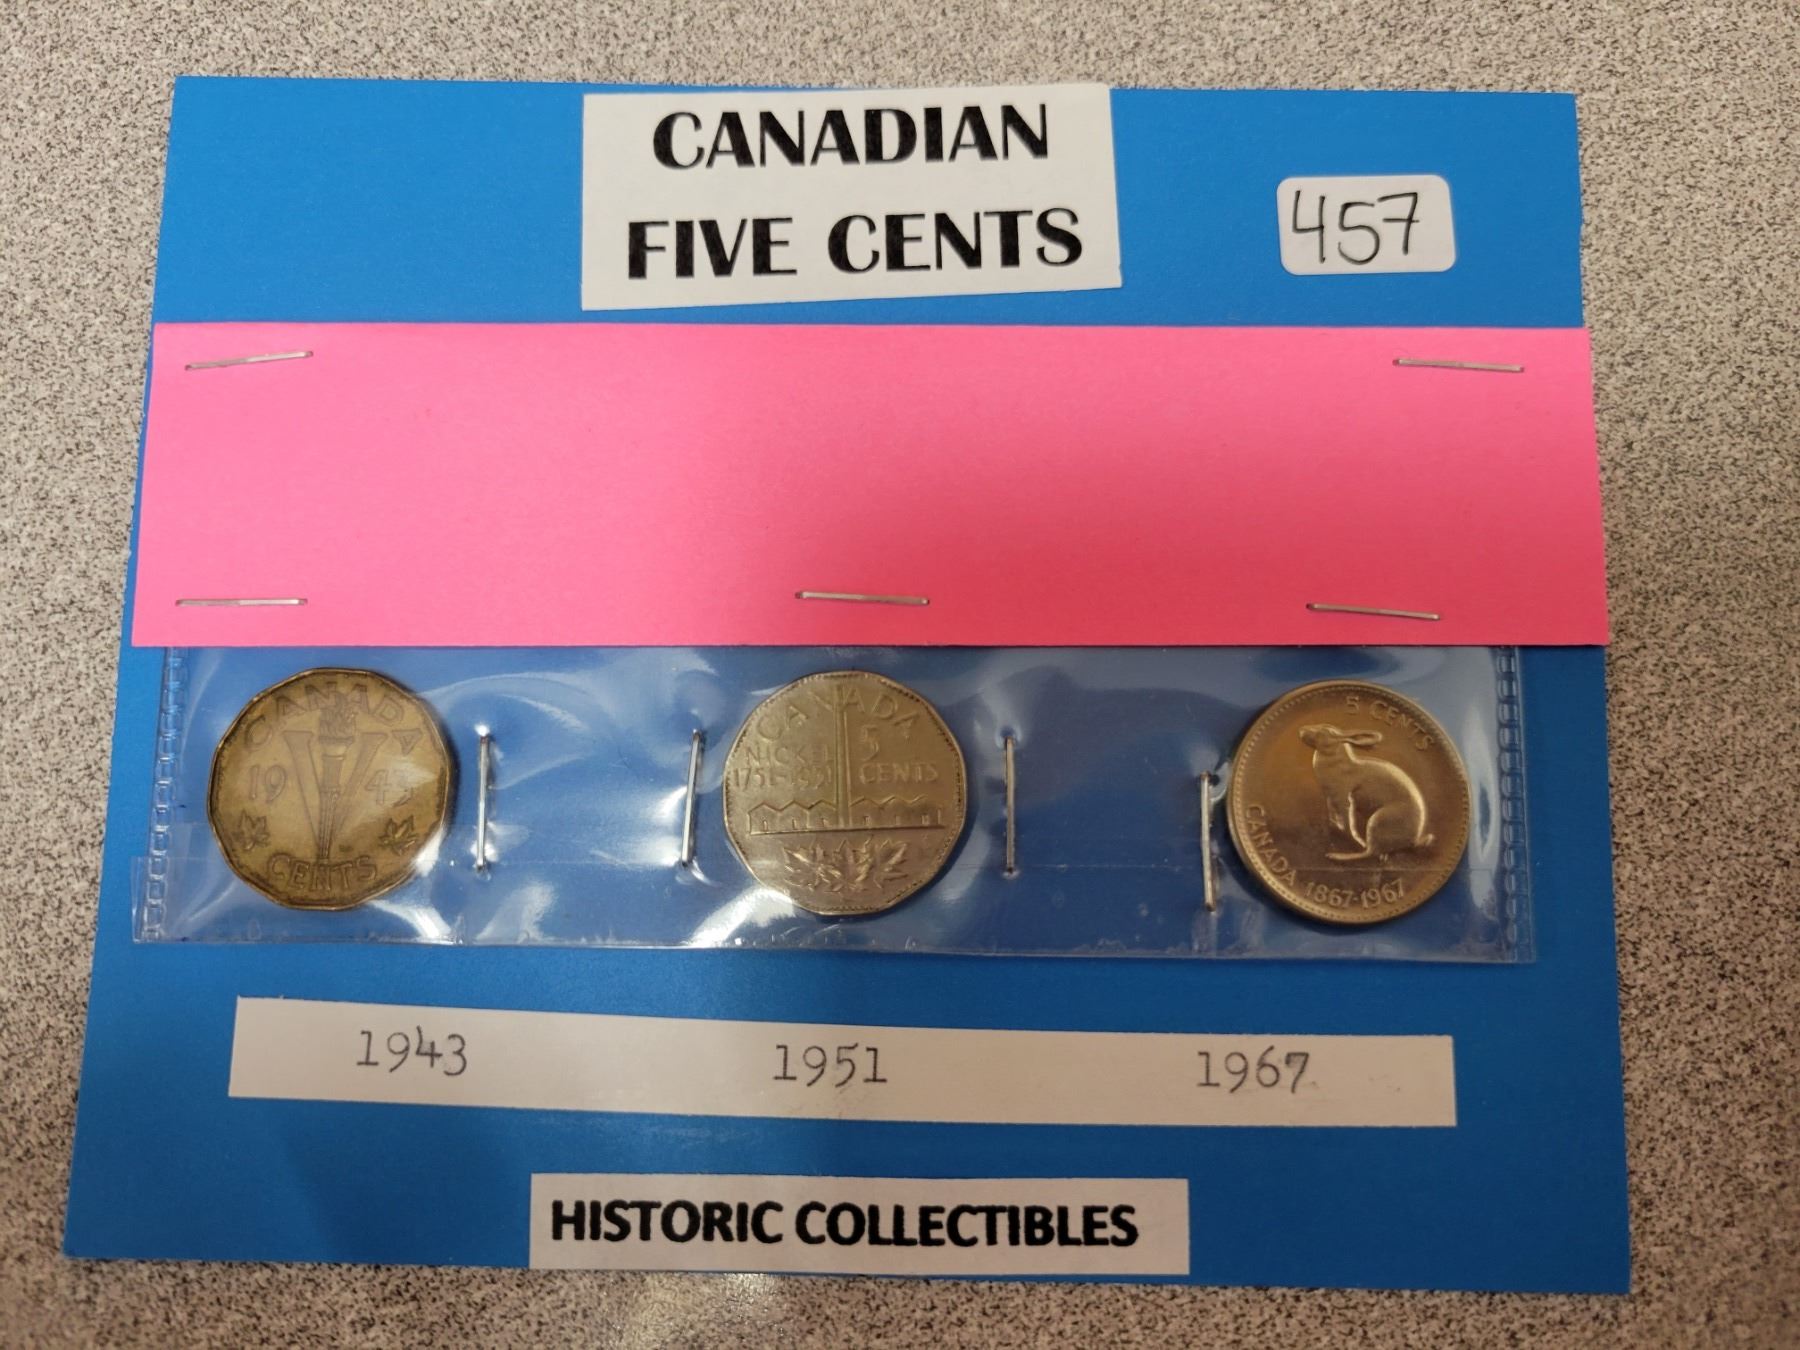 CANADIAN
FIVE CENTS
457
CANADA
19 43
CENTS
CANADA
NICKEL 5
1751-1951 CENTS
5 CENTS
CANADA 1867-1967
1943 1951 1967
HISTORIC COLLECTIBLES